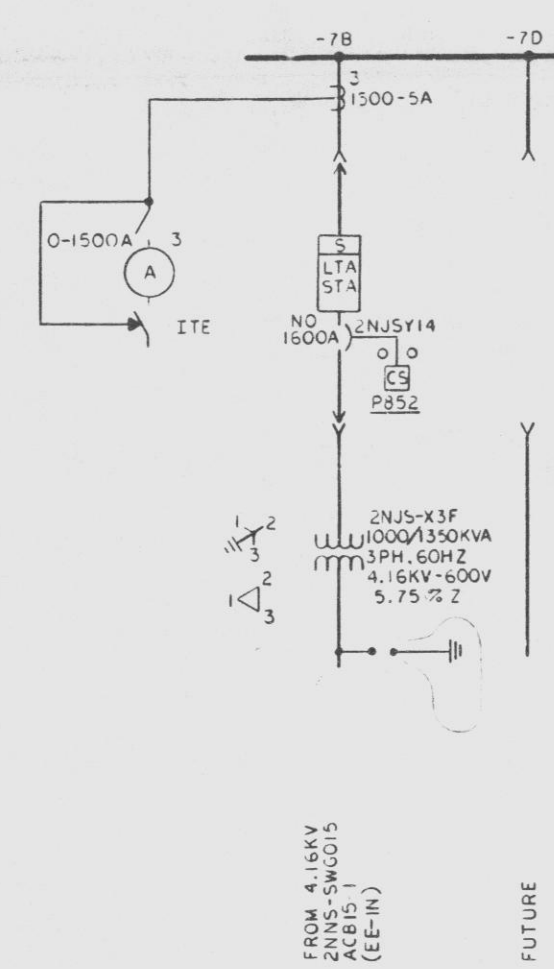 -7B
-7D
3
1500-5A
0-1500A
3
A
ITE
S
LTA
STA
NO
1600A
2NJSY14
CS
P852
2NJS-X3F
1000/1350KVA
3PH,60HZ
4.16KV-600V
5.75%Z
1
2
3
1
2
3
FROM 4.16KV
2NNS-SWG015
ACB15-1
(EE-IN)
FUTURE